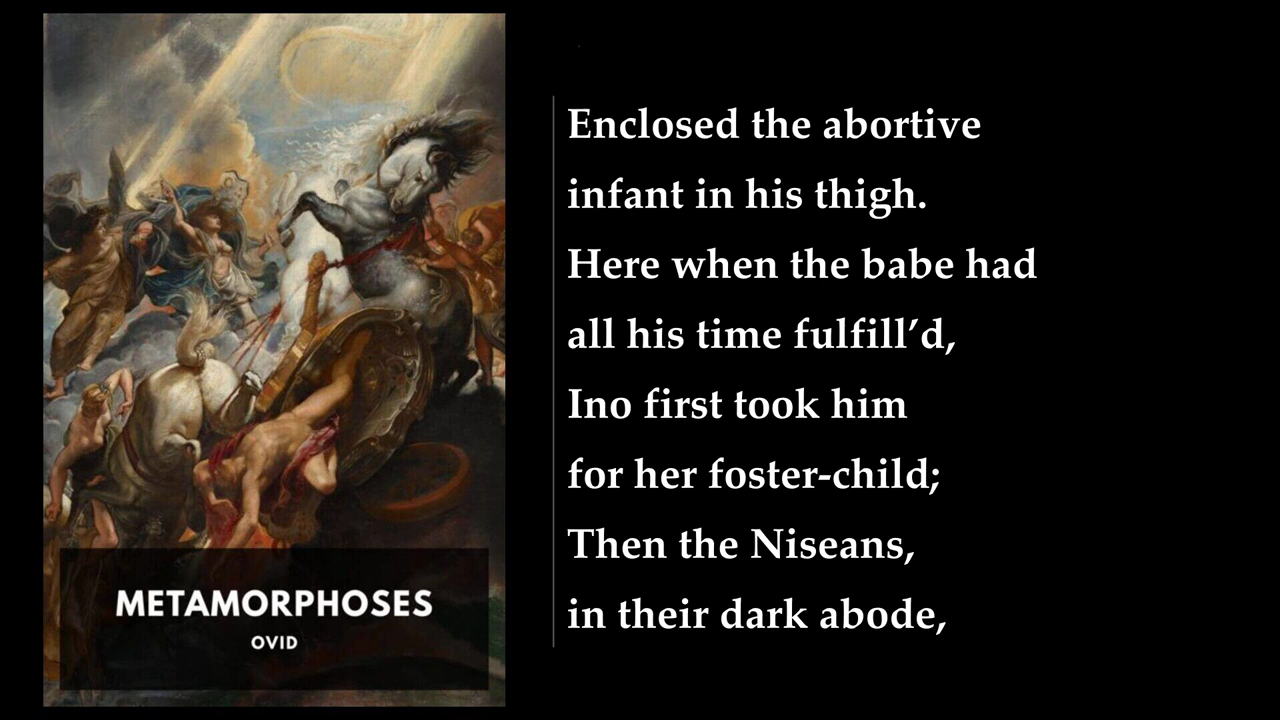 METAMORPHOSES
OVID
Enclosed the abortive
infant in his thigh.
Here when the babe had
all his time fulfill’d,
Ino first took him
for her foster-child;
Then the Niseans,
in their dark abode,